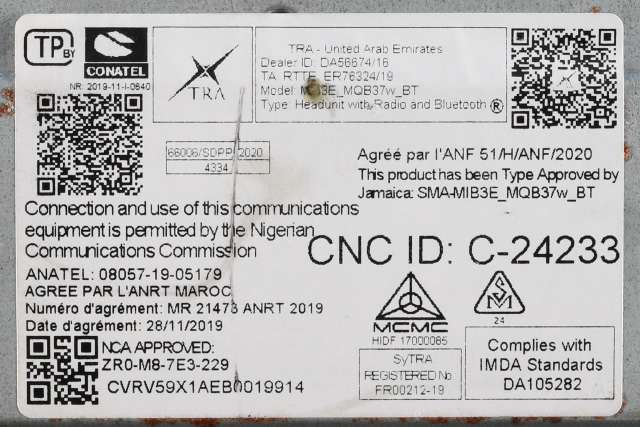 TP BY
CONATEL
NR: 2019-11-I-0640
TRA
TRA - United Arab Emirates
Dealer ID: DA56674/16
TA RTTE ER76324/19
Model: MIB3E_MQB37w_BT
Type: Headunit with Radio and Bluetooth ®
66006/SDPPI/2020
4334
Agréé par l'ANF 51/H/ANF/2020
This product has been Type Approved by
Jamaica: SMA-MIB3E_MQB37w_BT
Connection and use of this communications
equipment is permitted by the Nigerian
Communications Commission
CNC ID: C-24233
ANATEL: 08057-19-05179
AGREE PAR L'ANRT MAROC
Numéro d'agrément: MR 21473 ANRT 2019
Date d'agrément: 28/11/2019
MCMC
HIDF 17000085
24
NCA APPROVED:
ZR0-M8-7E3-229
CVRV59X1AEB0019914
SyTRA
REGISTERED No
FR00212-19
Complies with
IMDA Standards
DA105282